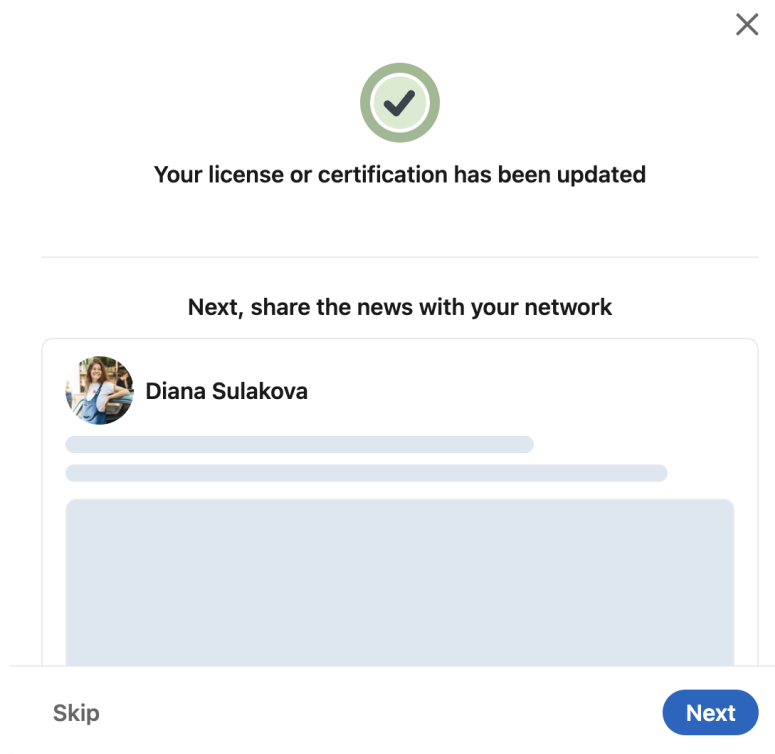 Your license or certification has been updated
Next, share the news with your network
Diana Sulakova
Skip
Next